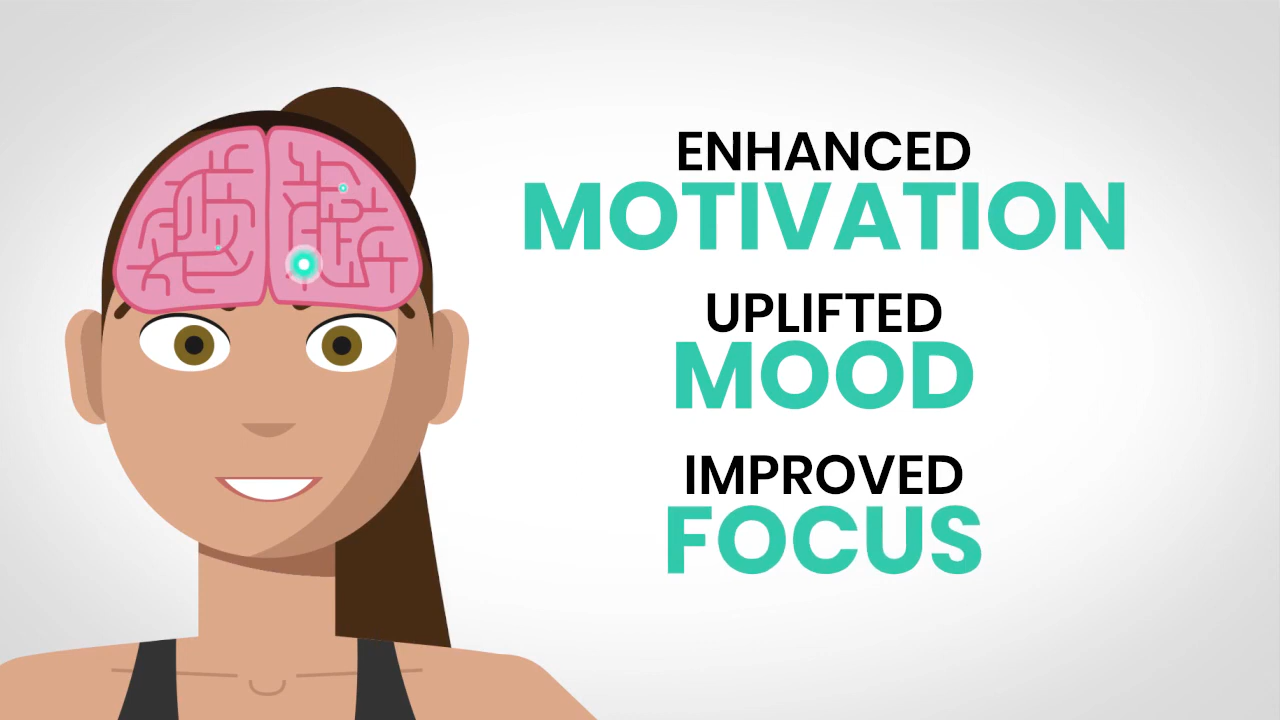 ENHANCED
MOTIVATION
UPLIFTED
MOOD
IMPROVED
FOCUS